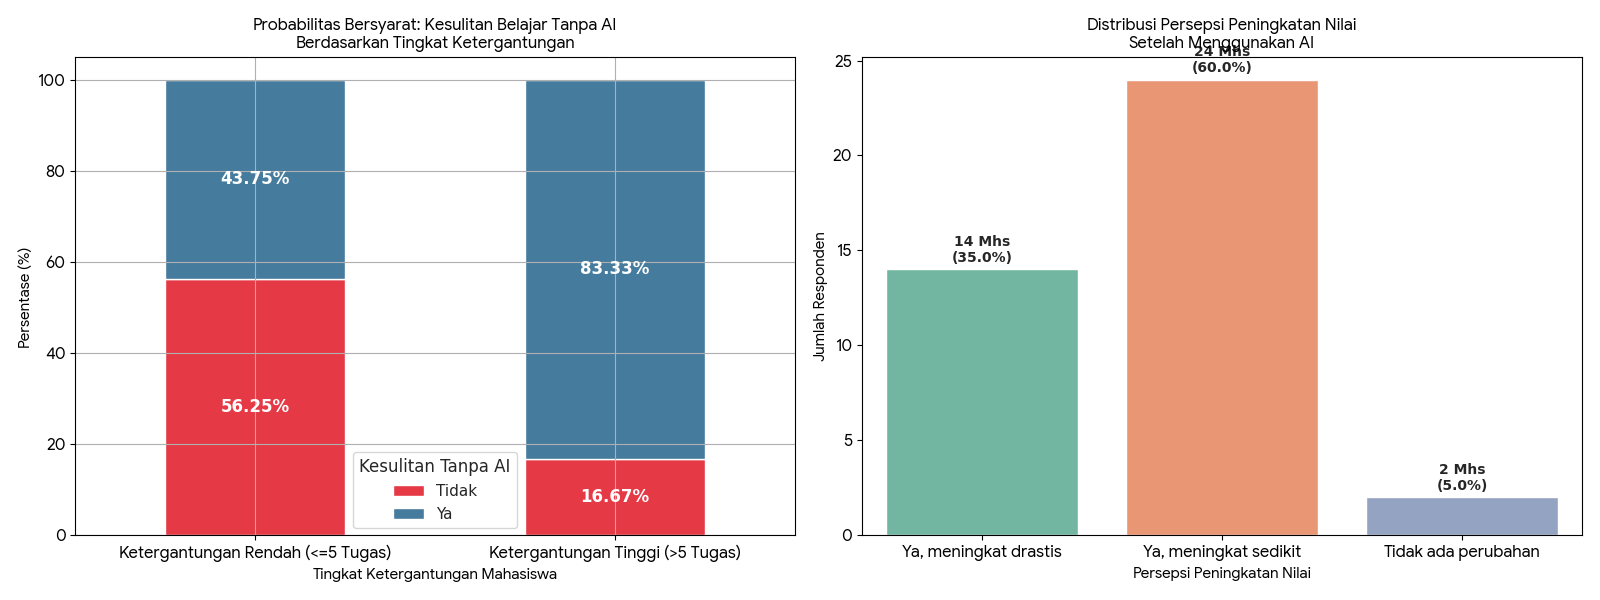 Probabilitas Bersyarat: Kesulitan Belajar Tanpa AI
Berdasarkan Tingkat Ketergantungan
Persentase (%)
100
80
60
40
20
0
43.75%
56.25%
83.33%
16.67%
Kesulitan Tanpa AI
Tidak
Ya
Ketergantungan Rendah (<=5 Tugas)
Ketergantungan Tinggi (>5 Tugas)
Tingkat Ketergantungan Mahasiswa
Distribusi Persepsi Peningkatan Nilai
Setelah Menggunakan AI
Jumlah Responden
25
20
15
10
5
0
14 Mhs
(35.0%)
24 Mhs
(60.0%)
2 Mhs
(5.0%)
Ya, meningkat drastis
Ya, meningkat sedikit
Tidak ada perubahan
Persepsi Peningkatan Nilai